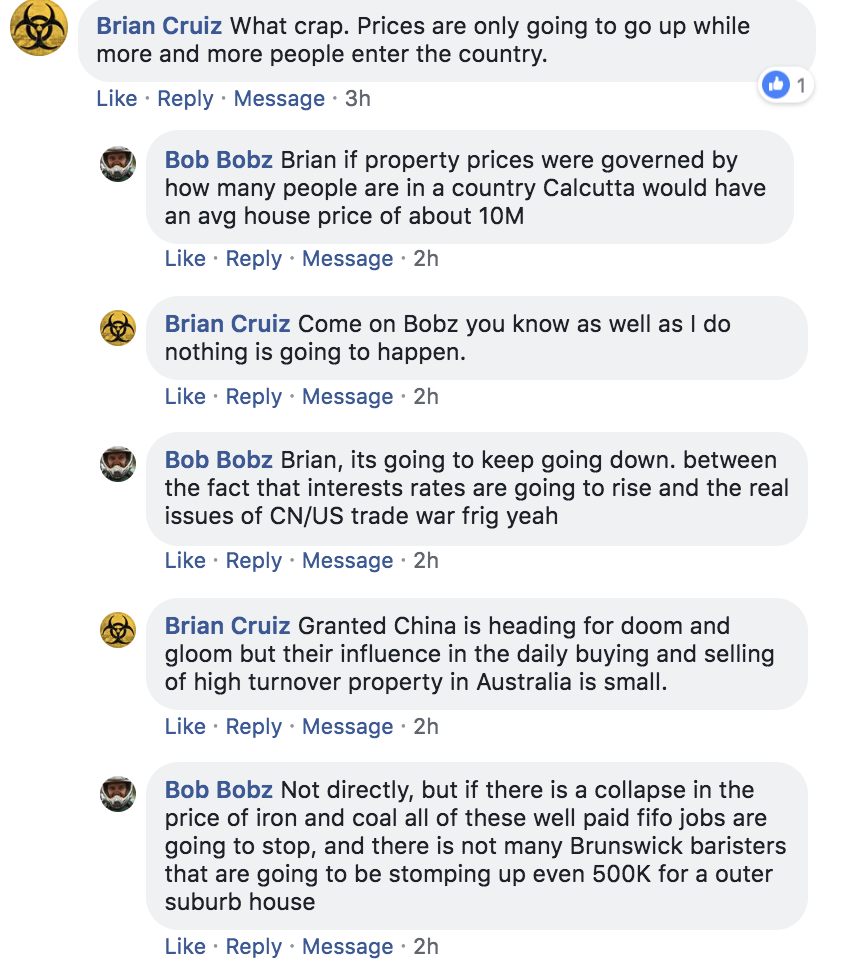 Brian Cruiz What crap. Prices are only going to go up while
more and more people enter the country.
Like · Reply · Message · 3h
1
Bob Bobz Brian if property prices were governed by
how many people are in a country Calcutta would have
an avg house price of about 10M
Like · Reply · Message · 2h
Brian Cruiz Come on Bobz you know as well as I do
nothing is going to happen.
Like · Reply · Message · 2h
Bob Bobz Brian, its going to keep going down. between
the fact that interests rates are going to rise and the real
issues of CN/US trade war frig yeah
Like · Reply · Message · 2h
Brian Cruiz Granted China is heading for doom and
gloom but their influence in the daily buying and selling
of high turnover property in Australia is small.
Like · Reply · Message · 2h
Bob Bobz Not directly, but if there is a collapse in the
price of iron and coal all of these well paid fifo jobs are
going to stop, and there is not many Brunswick baristers
that are going to be stomping up even 500K for a outer
suburb house
Like · Reply · Message · 2h